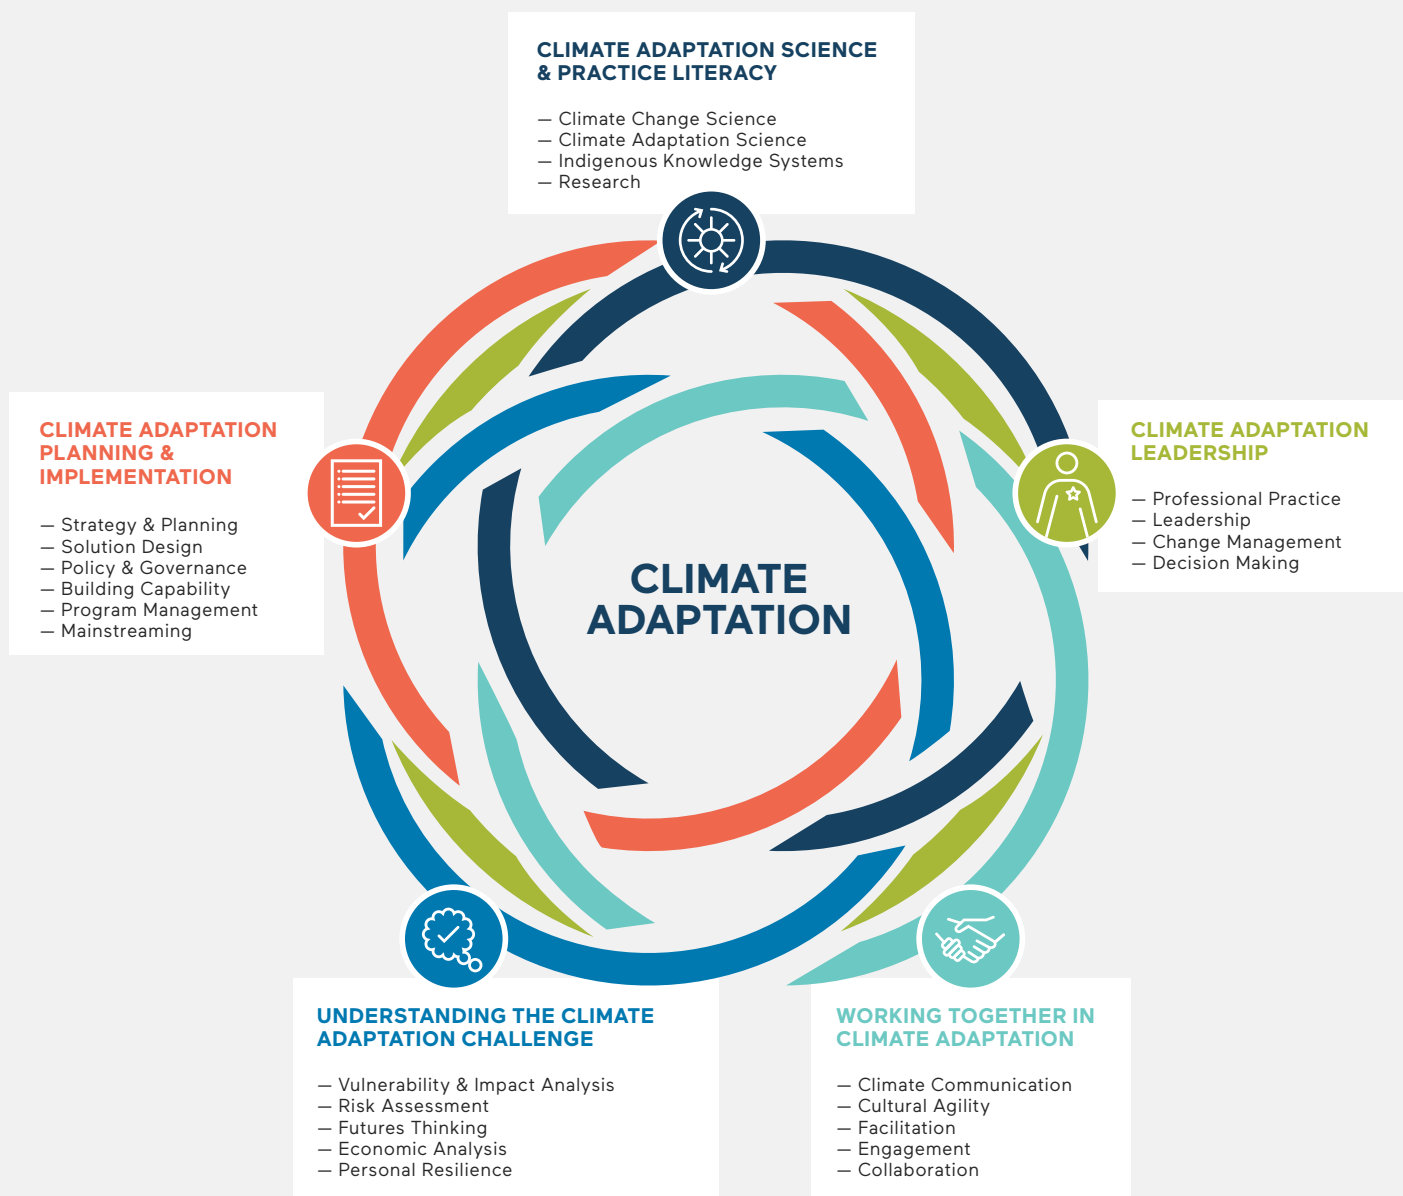 CLIMATE ADAPTATION SCIENCE
& PRACTICE LITERACY
— Climate Change Science
— Climate Adaptation Science
— Indigenous Knowledge Systems
— Research
CLIMATE ADAPTATION
PLANNING &
IMPLEMENTATION
— Strategy & Planning
— Solution Design
— Policy & Governance
— Building Capability
— Program Management
— Mainstreaming
CLIMATE ADAPTATION
LEADERSHIP
— Professional Practice
— Leadership
— Change Management
— Decision Making
CLIMATE
ADAPTATION
UNDERSTANDING THE CLIMATE
ADAPTATION CHALLENGE
— Vulnerability & Impact Analysis
— Risk Assessment
— Futures Thinking
— Economic Analysis
— Personal Resilience
WORKING TOGETHER IN
CLIMATE ADAPTATION
— Climate Communication
— Cultural Agility
— Facilitation
— Engagement
— Collaboration